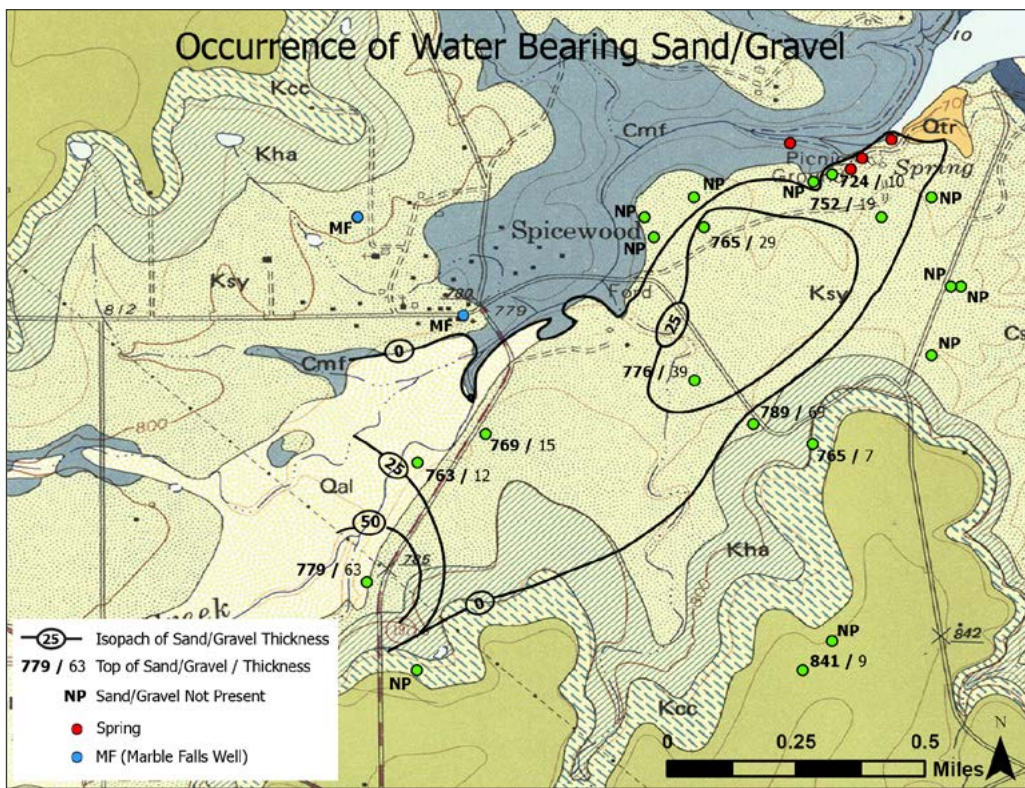 Occurrence of Water Bearing Sand/Gravel
10
Kcc
Cmf
700
Qtr
Kha
Picnic
Spring
724 / 10
NP
NP
752 / 19
NP
NP
MF
Spicewood
NP
765 / 29
Ksy
NP
NP
Ksy
812
780
779
Ford
MF
25
Cs
0
NP
Cmf
776 / 39
800
789 / 69
769 / 15
765 / 7
25
763 / 12
Qal
50
Kha
785
779 / 63
800
0
Creek
25 Isopach of Sand/Gravel Thickness
779 / 63 Top of Sand/Gravel / Thickness
NP Sand/Gravel Not Present
Spring
MF (Marble Falls Well)
NP
842
NP
841 / 9
Kcc
N
0 0.25 0.5
Miles